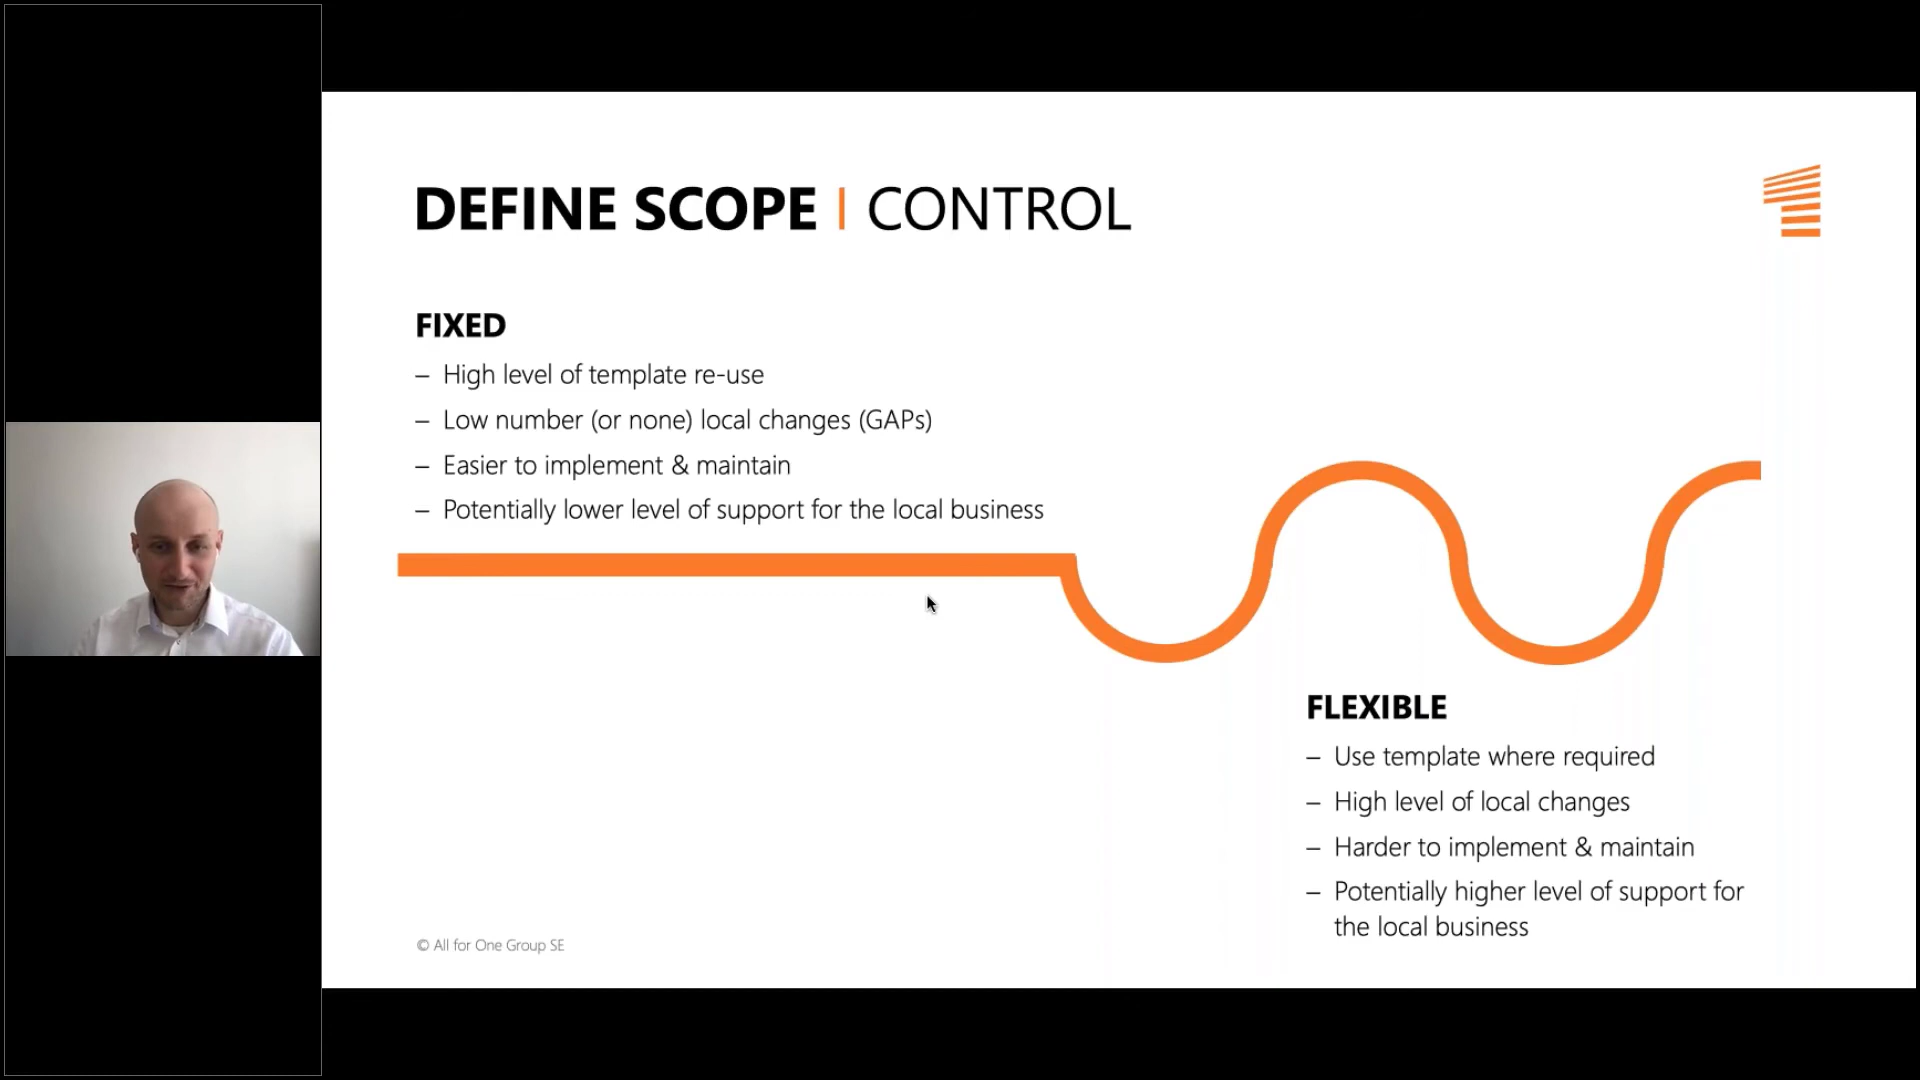 DEFINE SCOPE | CONTROL
FIXED
– High level of template re-use
– Low number (or none) local changes (GAPs)
– Easier to implement & maintain
– Potentially lower level of support for the local business
FLEXIBLE
– Use template where required
– High level of local changes
– Harder to implement & maintain
– Potentially higher level of support for
the local business
© All for One Group SE